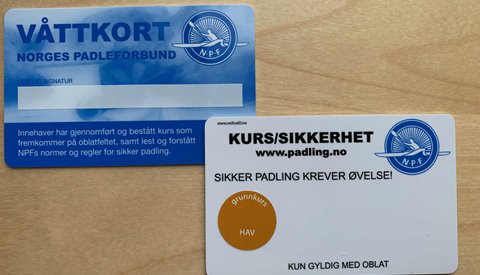 VÅTTKORT
NORGES PADLEFORBUND
NPF
SIGNATUR
Innehaver har gjennomført og bestått kurs som
fremkommer på oblatfeltet, samt lest og forstått
NPFs normer og regler for sikker padling.
KURS/SIKKERHET
www.padling.no
NPF
SIKKER PADLING KREVER ØVELSE!
grunnkurs
HAV
KUN GYLDIG MED OBLAT